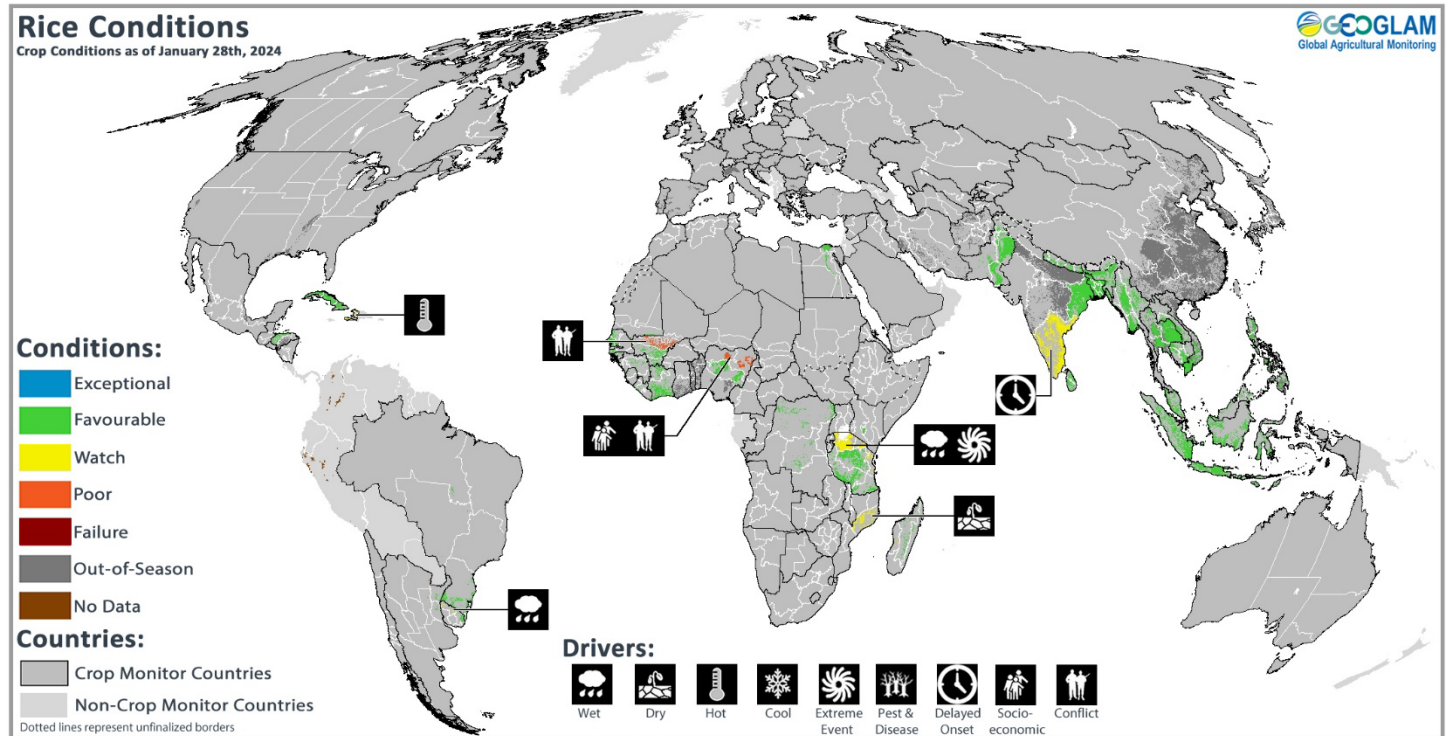 Rice Conditions
Crop Conditions as of January 28th, 2024
GEOGLAM
Global Agricultural Monitoring
Conditions:
Exceptional
Favourable
Watch
Poor
Failure
Out-of-Season
No Data
Countries:
Crop Monitor Countries
Non-Crop Monitor Countries
Dotted lines represent unfinalized borders
Drivers:
Wet
Dry
Hot
Cool
Extreme
Event
Pest &
Disease
Delayed
Onset
Socio-
economic
Conflict